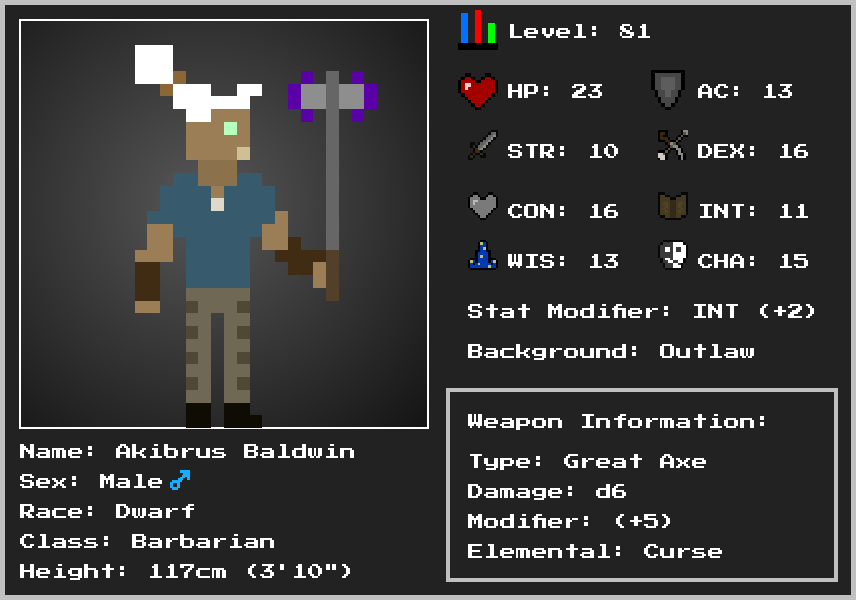 Level: 81
HP: 23 AC: 13
STR: 10 DEX: 16
CON: 16 INT: 11
WIS: 13 CHA: 15
Stat Modifier: INT (+2)
Background: Outlaw
Weapon Information:
Type: Great Axe
Damage: d6
Modifier: (+5)
Elemental: Curse
Name: Akibrus Baldwin
Sex: Male♂
Race: Dwarf
Class: Barbarian
Height: 117cm (3'10")